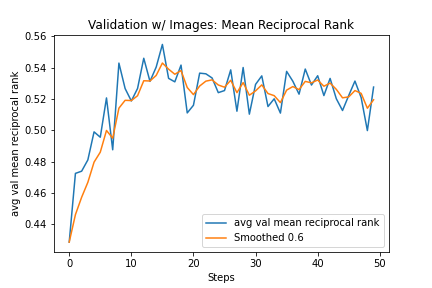 Validation w/ Images: Mean Reciprocal Rank
avg val mean reciprocal rank
0.56
0.54
0.52
0.50
0.48
0.46
0.44
0
10
20
30
40
50
Steps
avg val mean reciprocal rank
Smoothed 0.6